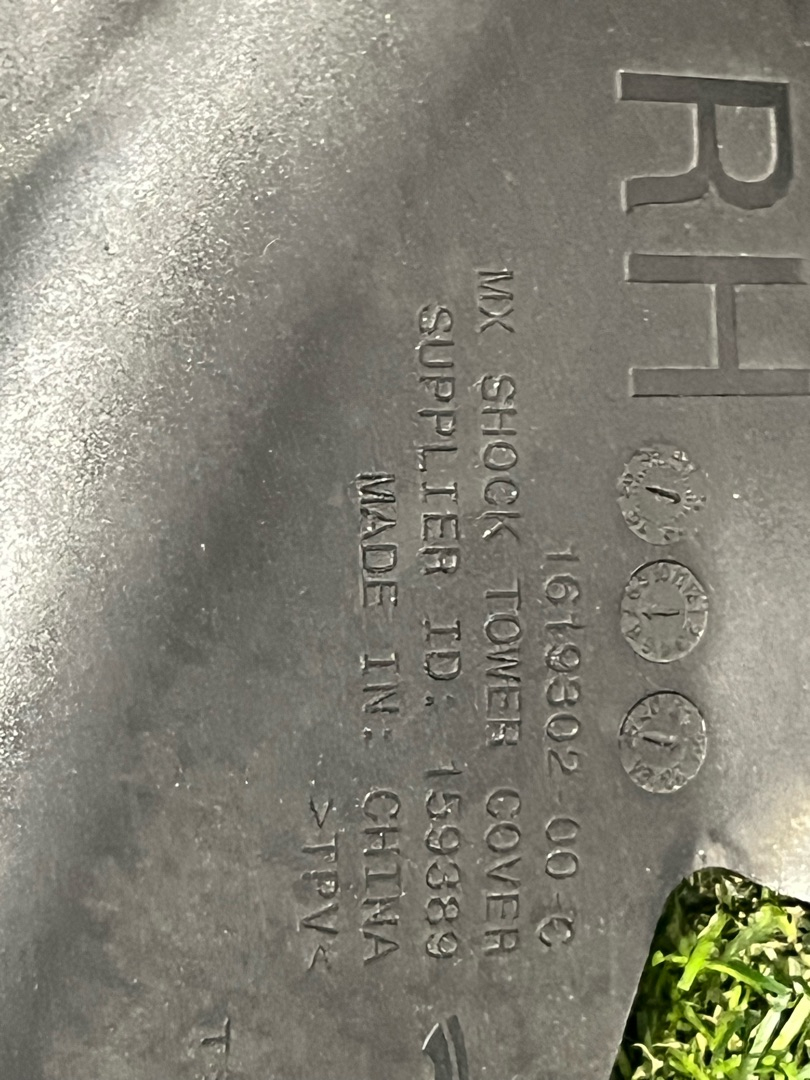 RH
1619302-00-C
MX SHOCK TOWER COVER
SUPPLIER ID: 159389
MADE IN: CHINA
>TPV<